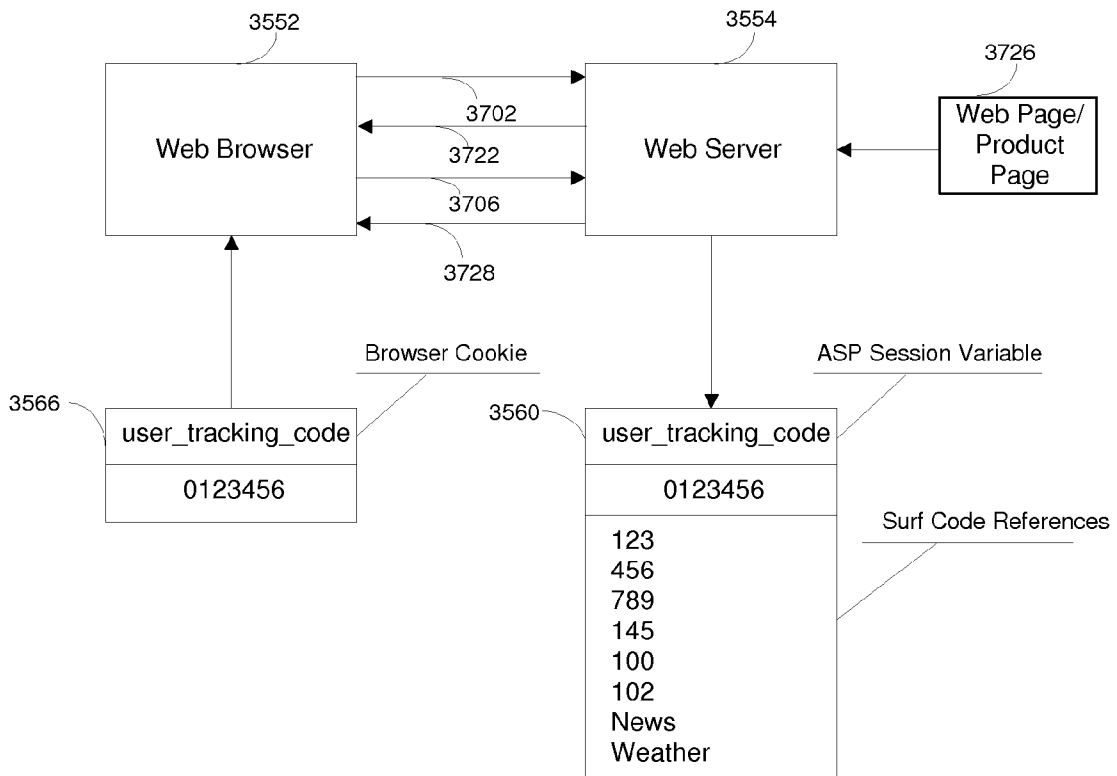 3552
3554
3726
3702
Web Page/
Product
Page
Web Browser
3722
Web Server
3706
3728
Browser Cookie
ASP Session Variable
3566
3560
user_tracking_code
user_tracking_code
0123456
0123456
Surf Code References
123
456
789
145
100
102
News
Weather